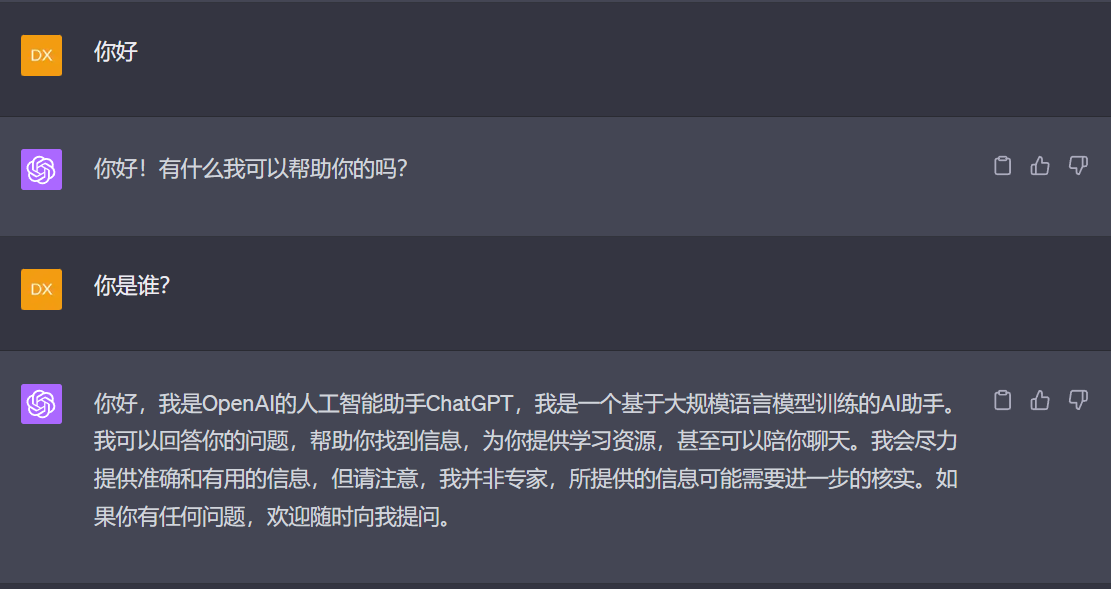 DX
你好
你好！有什么我可以帮助你的吗？
DX
你是谁？
你好，我是OpenAI的人工智能助手ChatGPT，我是一个基于大规模语言模型训练的AI助手。
我可以回答你的问题，帮助你找到信息，为你提供学习资源，甚至可以陪你聊天。我会尽力
提供准确和有用的信息，但请注意，我并非专家，所提供的信息可能需要进一步的核实。如
果你有任何问题，欢迎随时向我提问。